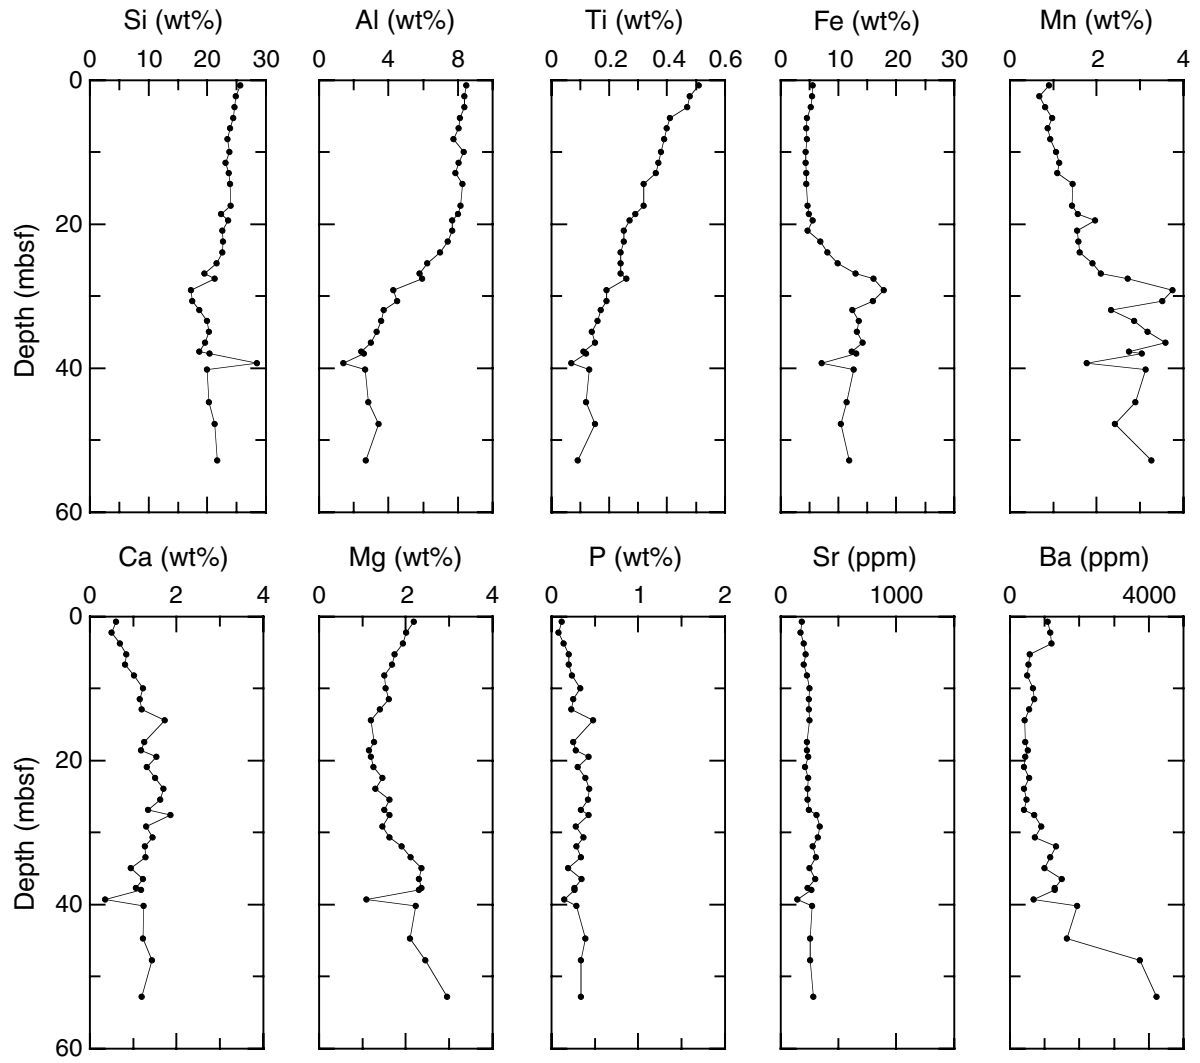 Si (wt%) Al (wt%) Ti (wt%) Fe (wt%) Mn (wt%)
0 10 20 30 0 4 8 0 0.2 0.4 0.6 0 10 20 30 0 2 4
0
20
40
60
Depth (mbsf)
Ca (wt%) Mg (wt%) P (wt%) Sr (ppm) Ba (ppm)
0 2 4 0 2 4 0 1 2 0 1000 0 4000
0
20
40
60
Depth (mbsf)